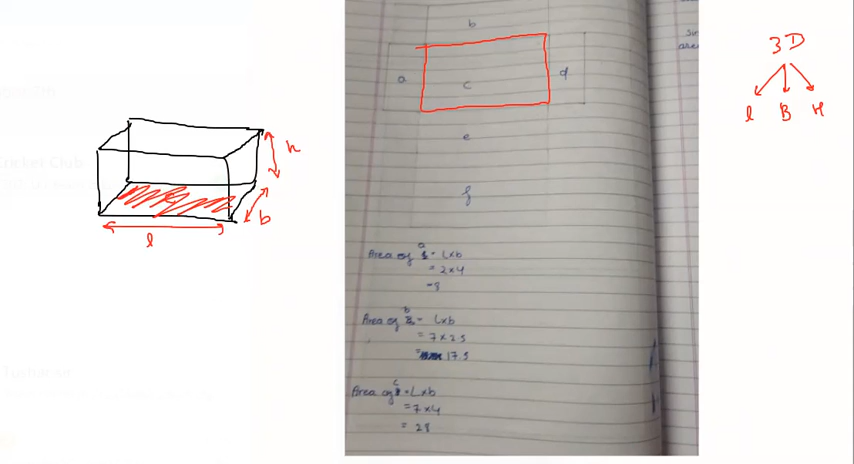 b
a
c
d
e
f
Area of a = L×b
= 2×4
=8
Area of b = L×b
= 7×2.5
= 17.5
Area of c = L×b
= 7×4
= 28
h
b
l
3D
l B H